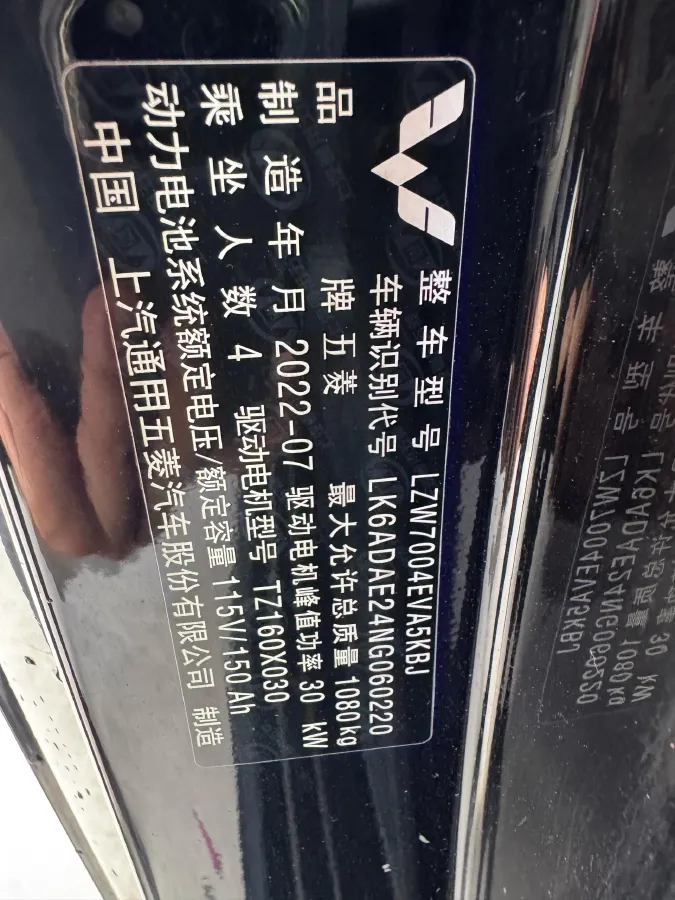 整车型号 LZW7004EVA5KBJ
车辆识别代号 LK6ADAE24NG060220
品牌 五菱 最大允许总质量 1080kg
制造年月 2022-07 驱动电机峰值功率 30 kW
乘坐人数 4 驱动电机型号 TZ160X030
动力电池系统额定电压/额定容量 115V/150Ah
中国 上汽通用五菱汽车股份有限公司 制造